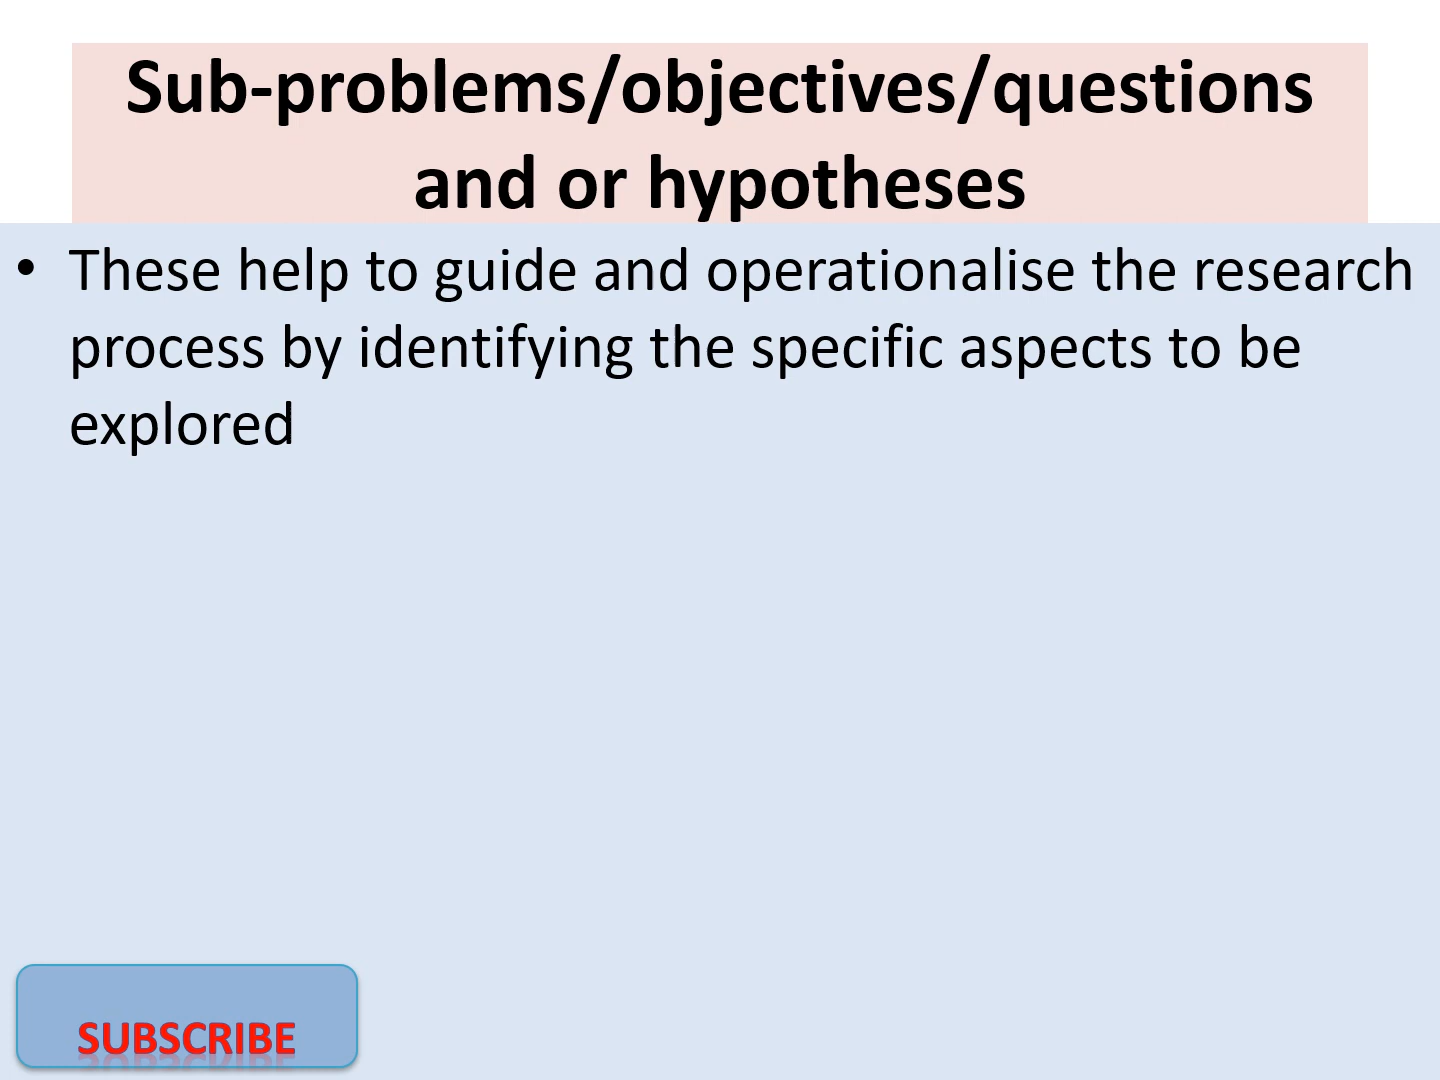 Sub-problems/objectives/questions
and or hypotheses
• These help to guide and operationalise the research
process by identifying the specific aspects to be
explored
SUBSCRIBE